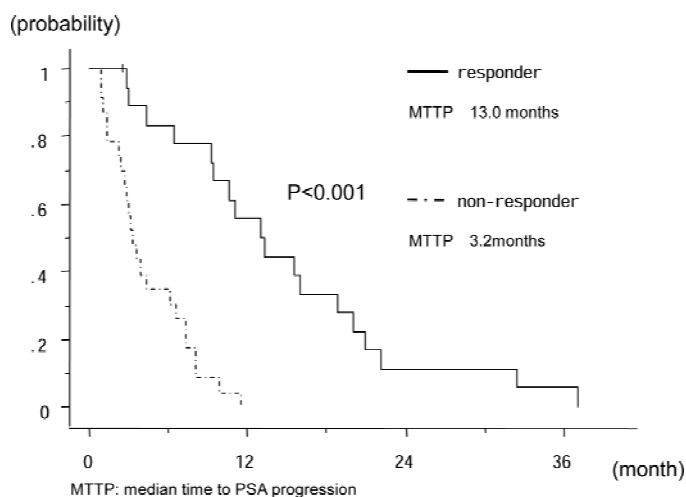 (probability)
1
.8
.6
.4
.2
0
responder
MTTP 13.0 months
P<0.001
non-responder
MTTP 3.2months
0 12 24 36
(month)
MTTP: median time to PSA progression